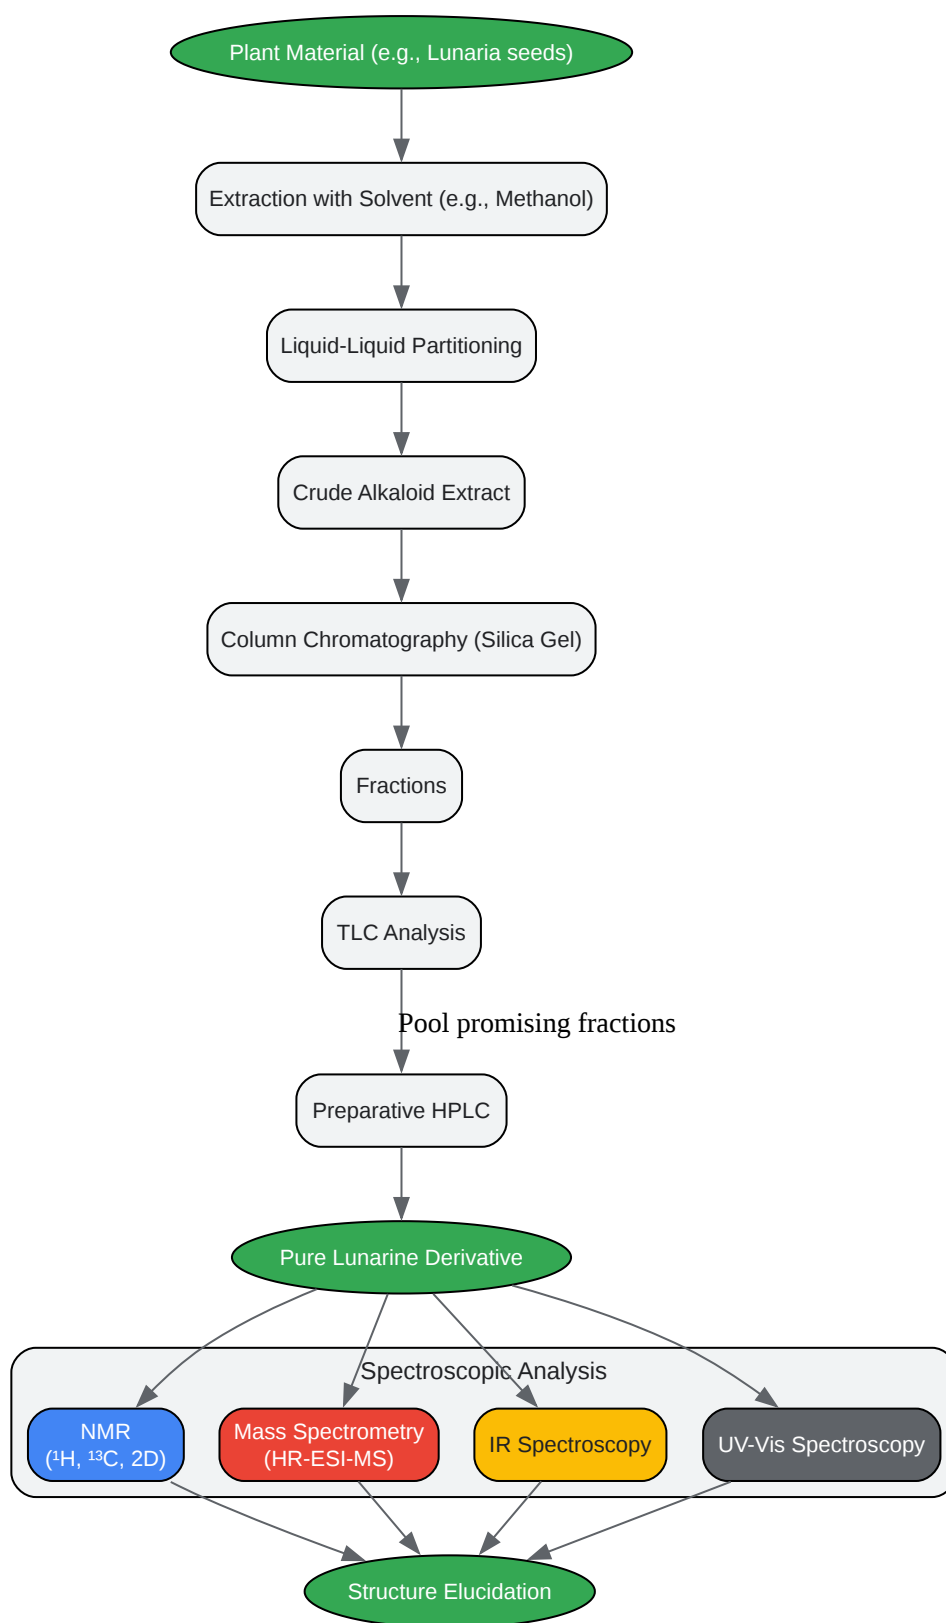 Plant Material (e.g., Lunaria seeds)
Extraction with Solvent (e.g., Methanol)
Liquid-Liquid Partitioning
Crude Alkaloid Extract
Column Chromatography (Silica Gel)
Fractions
TLC Analysis
Pool promising fractions
Preparative HPLC
Pure Lunarine Derivative
Spectroscopic Analysis
NMR
(¹H, ¹³C, 2D)
Mass Spectrometry
(HR-ESI-MS)
IR Spectroscopy
UV-Vis Spectroscopy
Structure Elucidation